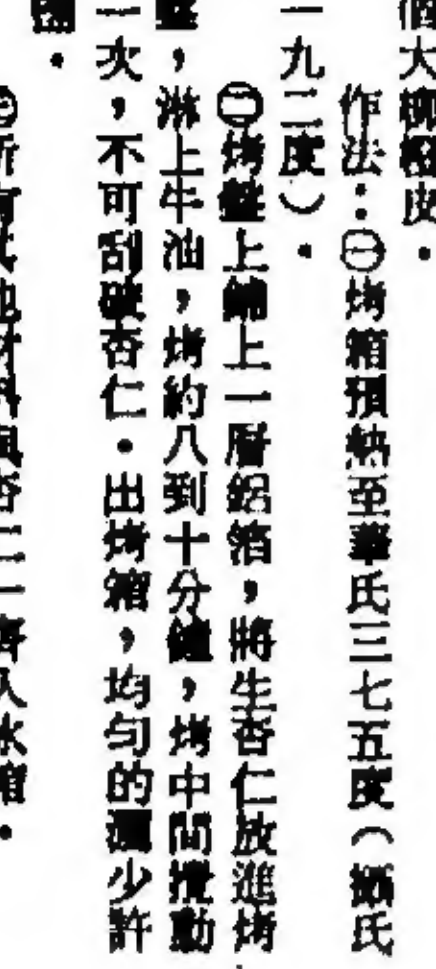 個大柳橙皮。
作法：㊀烤箱預熱至華氏三七五度（攝氏
一九二度）。
㊁烤盤上鋪上一層鋁箔，將生杏仁放進烤
盤，淋上牛油，烤約八到十分鐘，烤中間攪動
一次，不可刮破杏仁。出烤箱，均勻的灑少許
鹽。
㊂所有其他材料與杏仁一齊入冰箱。